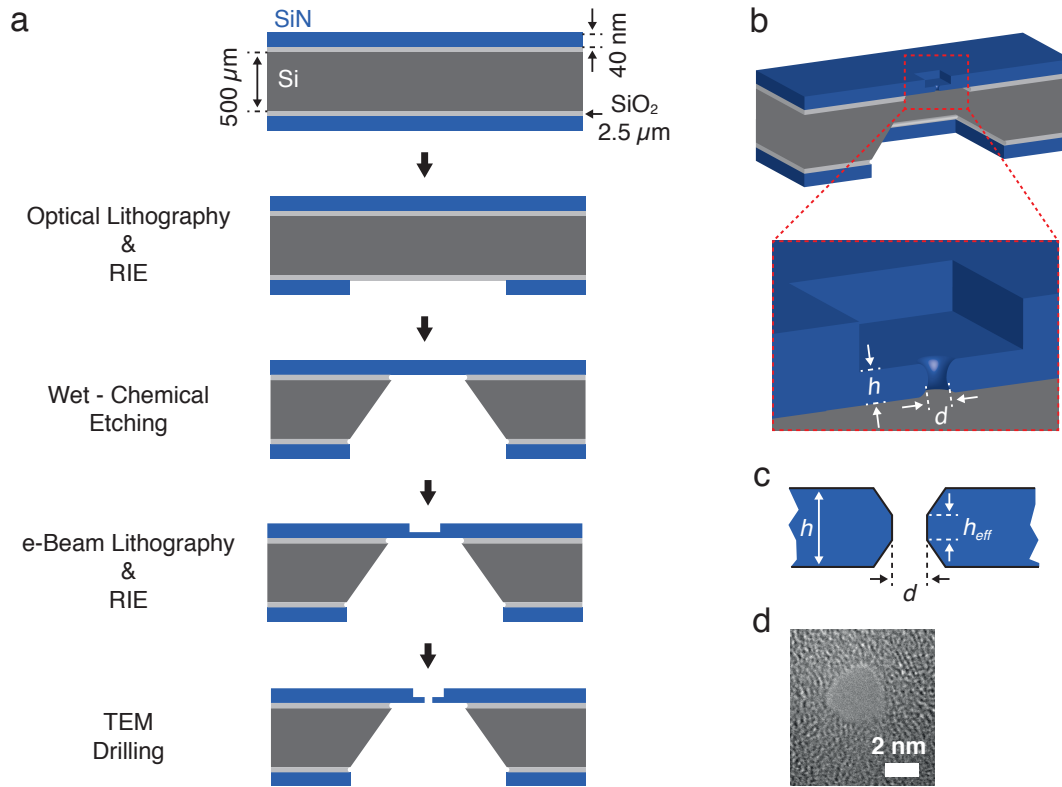 a
SiN
40 nm
500 µm
Si
SiO2
2.5 µm
Optical Lithography
&
RIE
Wet - Chemical
Etching
e-Beam Lithography
&
RIE
TEM
Drilling
b
h
d
c
h
heff
d
d
2 nm